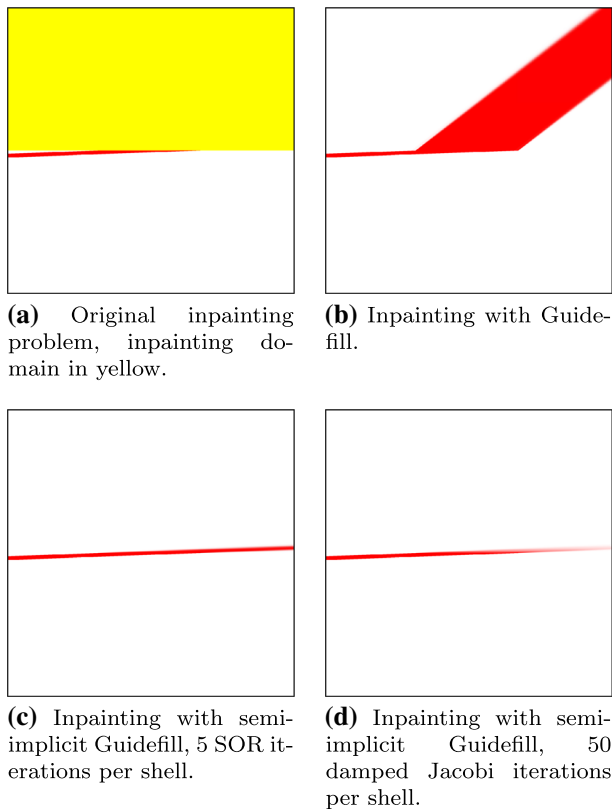 (a) Original inpainting
problem, inpainting do-
main in yellow.
(b) Inpainting with Guide-
fill.
(c) Inpainting with semi-
implicit Guidefill, 5 SOR it-
erations per shell.
(d) Inpainting with semi-
implicit Guidefill, 50
damped Jacobi iterations
per shell.